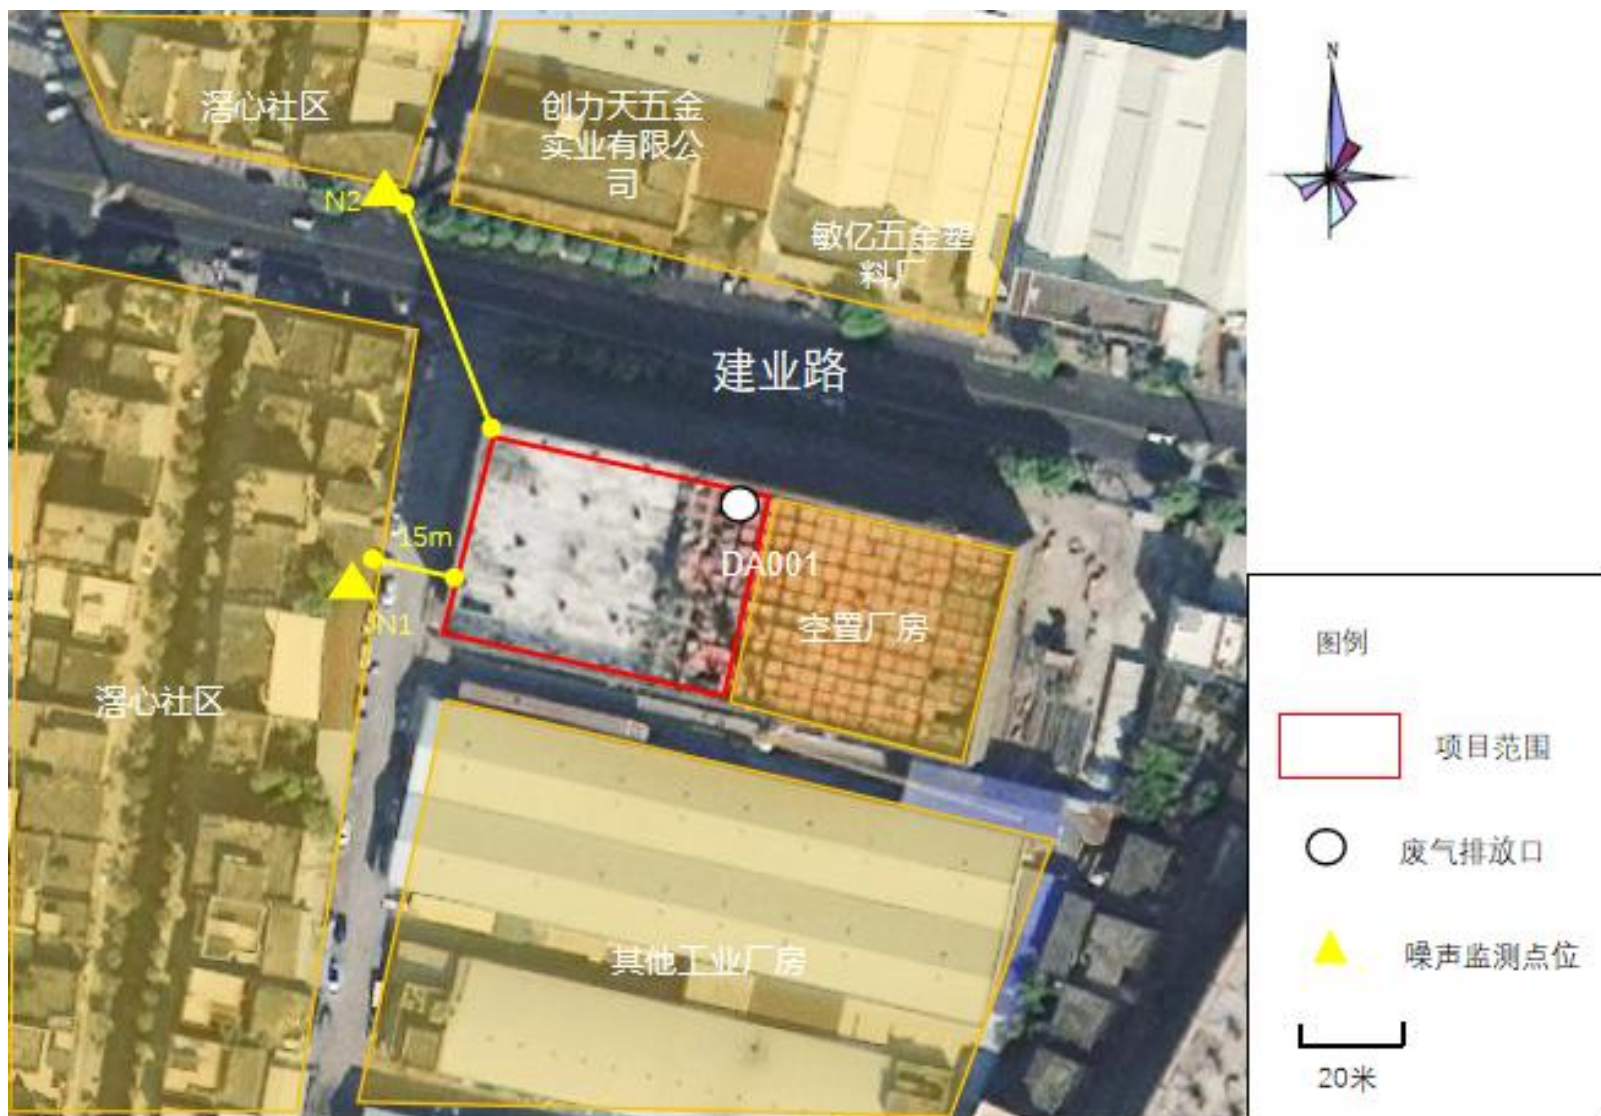 N
滘心社区
创力天五金
实业有限公
司
N2
敏亿五金塑
料厂
建业路
15m
DA001
N1
空置厂房
滘心社区
其他工业厂房
图例
项目范围
废气排放口
噪声监测点位
20米